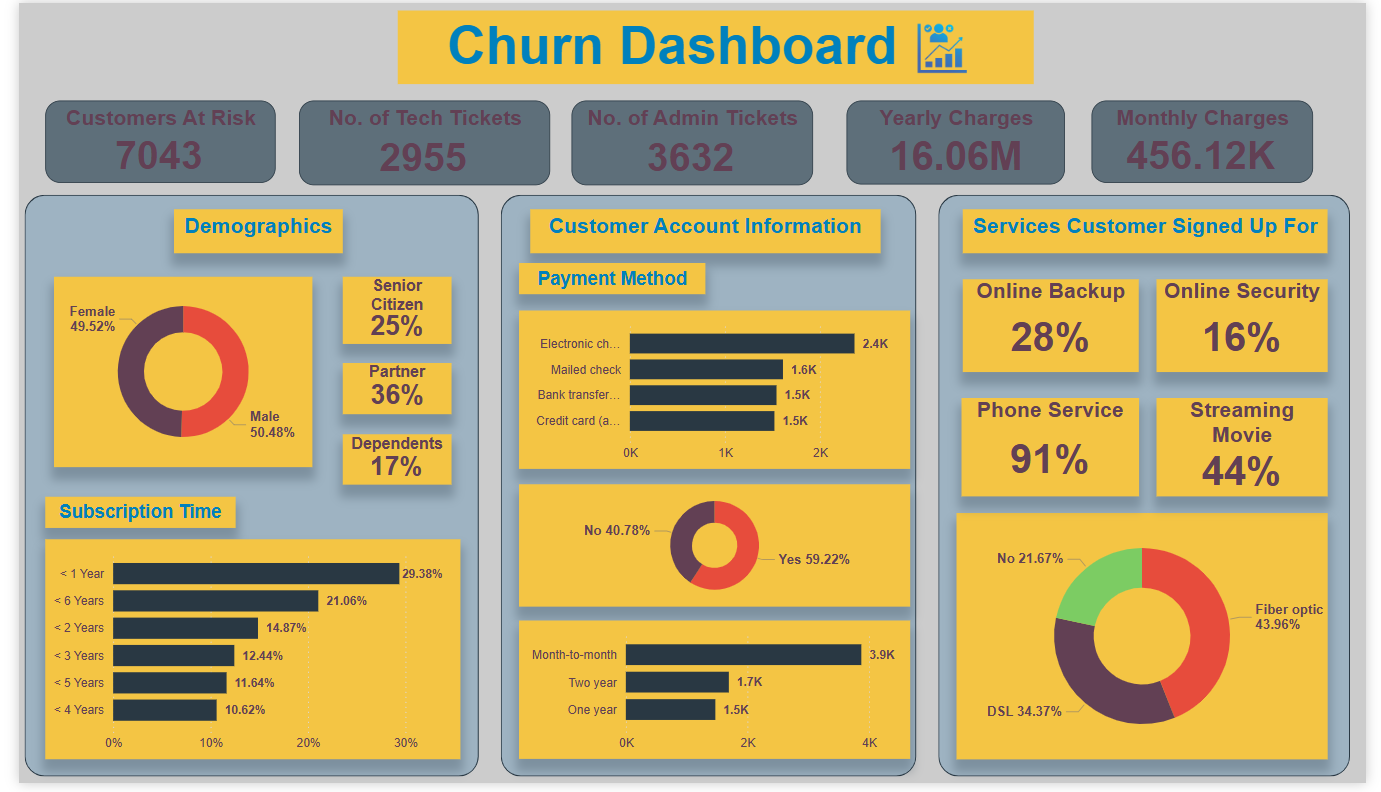 Churn Dashboard
Customers At Risk
7043
No. of Tech Tickets
2955
No. of Admin Tickets
3632
Yearly Charges
16.06M
Monthly Charges
456.12K
Demographics
Female
49.52%
Male
50.48%
Senior
Citizen
25%
Partner
36%
Dependents
17%
Subscription Time
< 1 Year
29.38%
< 6 Years
21.06%
< 2 Years
14.87%
< 3 Years
12.44%
< 5 Years
11.64%
< 4 Years
10.62%
0% 10% 20% 30%
Customer Account Information
Payment Method
Electronic ch...
2.4K
Mailed check
1.6K
Bank transfer...
1.5K
Credit card (a...
1.5K
0K 1K 2K
No 40.78%
Yes 59.22%
Month-to-month
3.9K
Two year
1.7K
One year
1.5K
0K 2K 4K
Services Customer Signed Up For
Online Backup
28%
Online Security
16%
Phone Service
91%
Streaming
Movie
44%
No 21.67%
Fiber optic
43.96%
DSL 34.37%